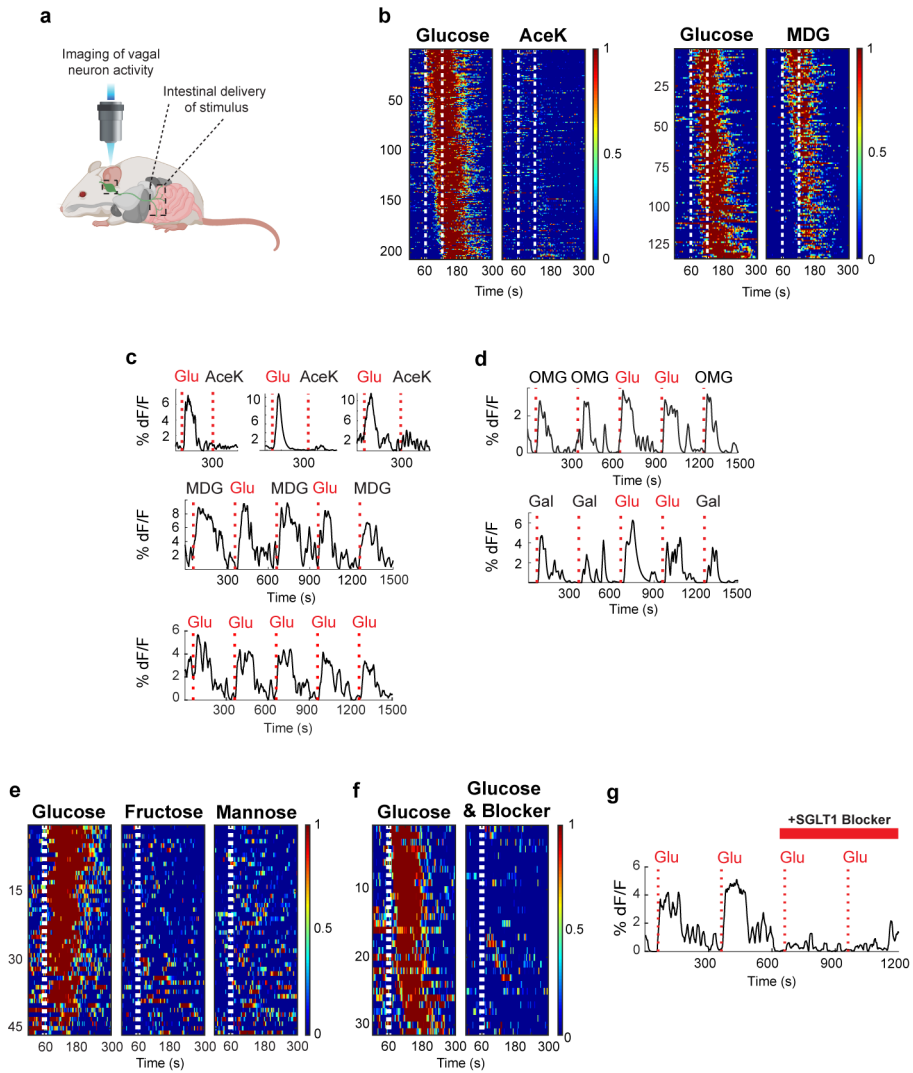 a
Imaging of vagal
neuron activity
Intestinal delivery
of stimulus
b
Glucose AceK
50
100
150
200
60 180 300 60 180 300
Time (s)
1
0.5
0
Glucose MDG
25
50
75
100
125
60 180 300 60 180 300
Time (s)
1
0.5
0
c
Glu AceK Glu AceK Glu AceK
% dF/F
6
4
2
300
10
8
6
4
2
300
10
8
6
4
2
300
MDG Glu MDG Glu MDG
% dF/F
8
6
4
2
300 600 900 1200 1500
Glu Glu Glu Glu Glu
% dF/F
6
4
2
0
300 600 900 1200 1500
Time (s)
d
OMG OMG Glu Glu OMG
% dF/F
2
0
300 600 900 1200 1500
Gal Gal Glu Glu Gal
% dF/F
6
4
2
300 600 900 1200 1500
Time (s)
e
Glucose Fructose Mannose
15
30
45
60 180 300 60 180 300 60 180 300
Time (s)
1
0.5
0
f
Glucose Glucose
& Blocker
10
20
30
60 180 300 60 180 300
Time (s)
1
0.5
0
g
+SGLT1 Blocker
Glu Glu Glu Glu
% dF/F
6
4
2
0
300 600 900 1200
Time (s)